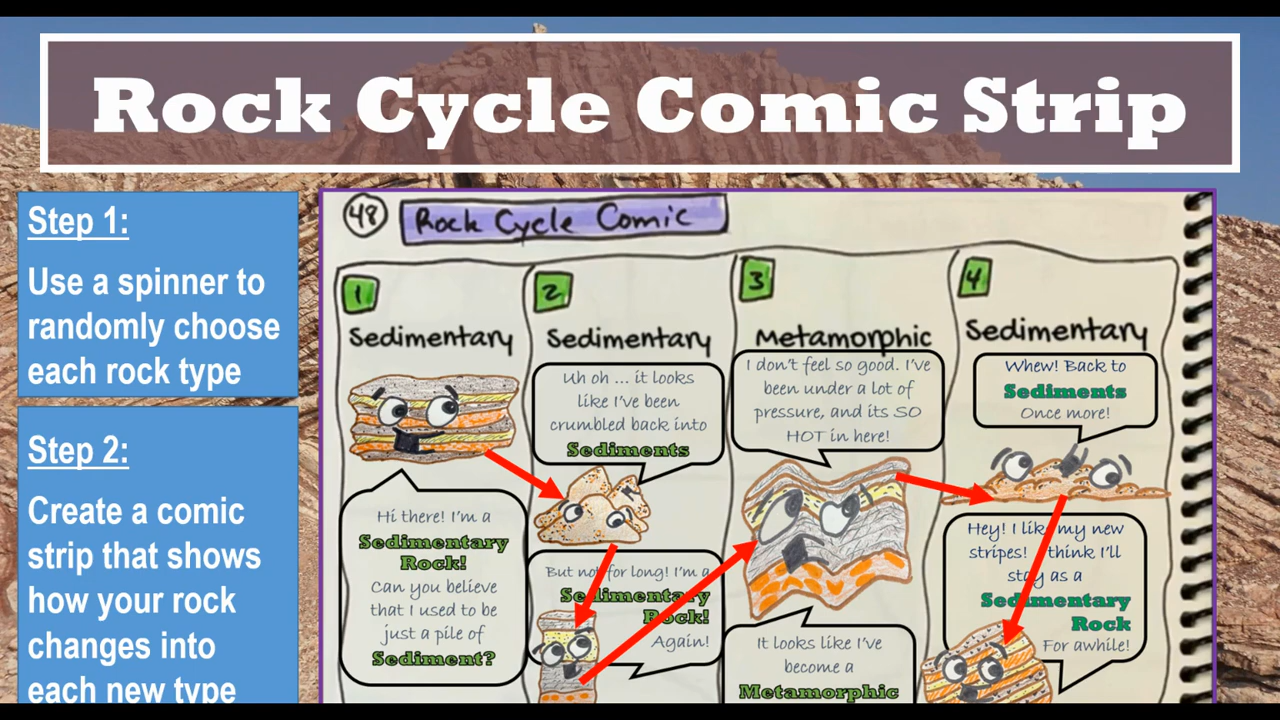 Rock Cycle Comic Strip
Step 1:
Use a spinner to
randomly choose
each rock type
Step 2:
Create a comic
strip that shows
how your rock
changes into
each new type
48
Rock Cycle Comic
1
Sedimentary
Hi there! I'm a
Sedimentary
Rock!
Can you believe
that I used to be
just a pile of
Sediment?
2
Sedimentary
Uh oh ... it looks
like I've been
crumbled back into
Sediments
But not for long! I'm a
Sedimentary
Rock!
Again!
3
Metamorphic
I don't feel so good. I've
been under a lot of
pressure, and its SO
HOT in here!
It looks like I've
become a
Metamorphic
4
Sedimentary
Whew! Back to
Sediments
Once more!
Hey! I like my new
stripes! I think I'll
stay as a
Sedimentary
Rock
For awhile!